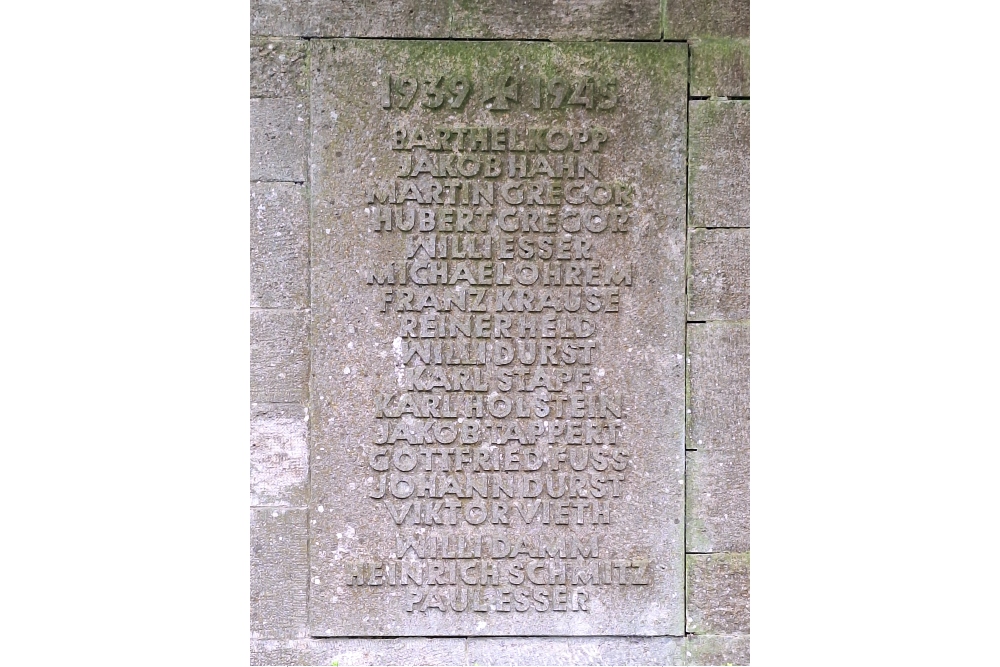 1939 ✠ 1945
BARTHEL KOPP
JAKOB HAHN
MARTIN GREGOR
HUBERT GREGOR
WILLI ESSER
MICHAEL OHREM
FRANZ KRAUSE
REINER HELD
WILLI DURST
KARL STAPF
KARL HOLSTEIN
JAKOB TAPPERT
GOTTFRIED FUSS
JOHANN DURST
VIKTOR VIETH
WILLI DAMM
HEINRICH SCHMITZ
PAUL ESSER